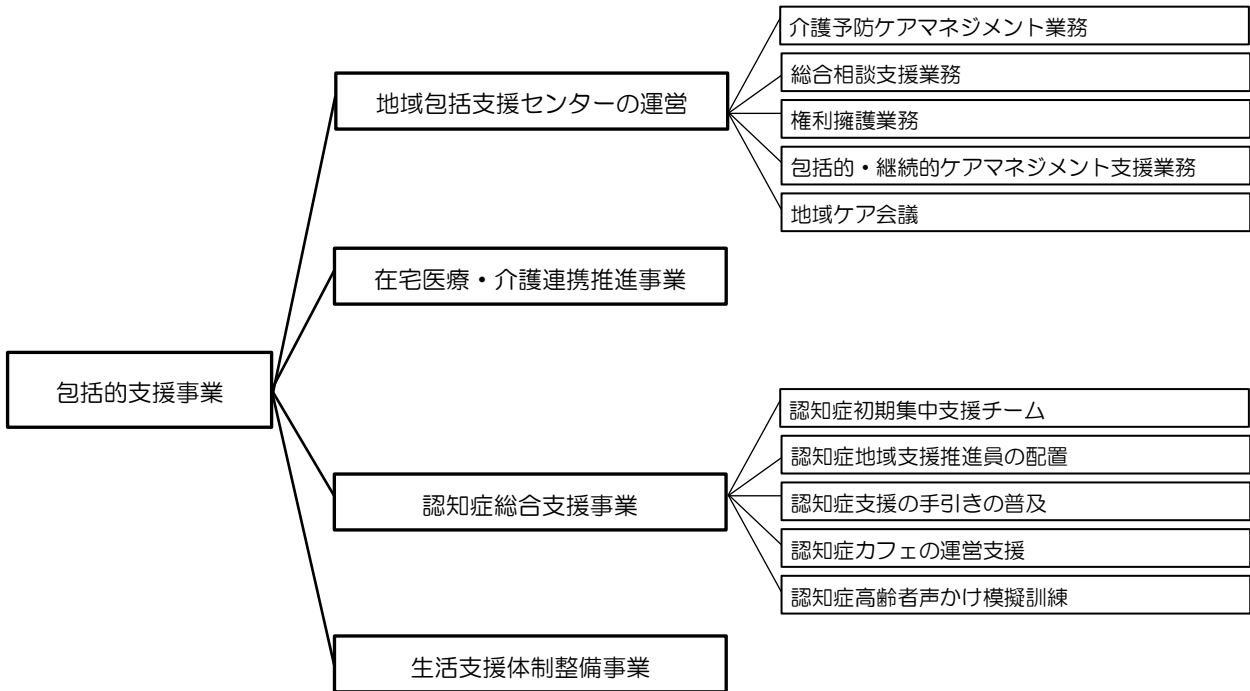 包括的支援事業
地域包括支援センターの運営
介護予防ケアマネジメント業務
総合相談支援業務
権利擁護業務
包括的・継続的ケアマネジメント支援業務
地域ケア会議
在宅医療・介護連携推進事業
認知症総合支援事業
認知症初期集中支援チーム
認知症地域支援推進員の配置
認知症支援の手引きの普及
認知症カフェの運営支援
認知症高齢者声かけ模擬訓練
生活支援体制整備事業